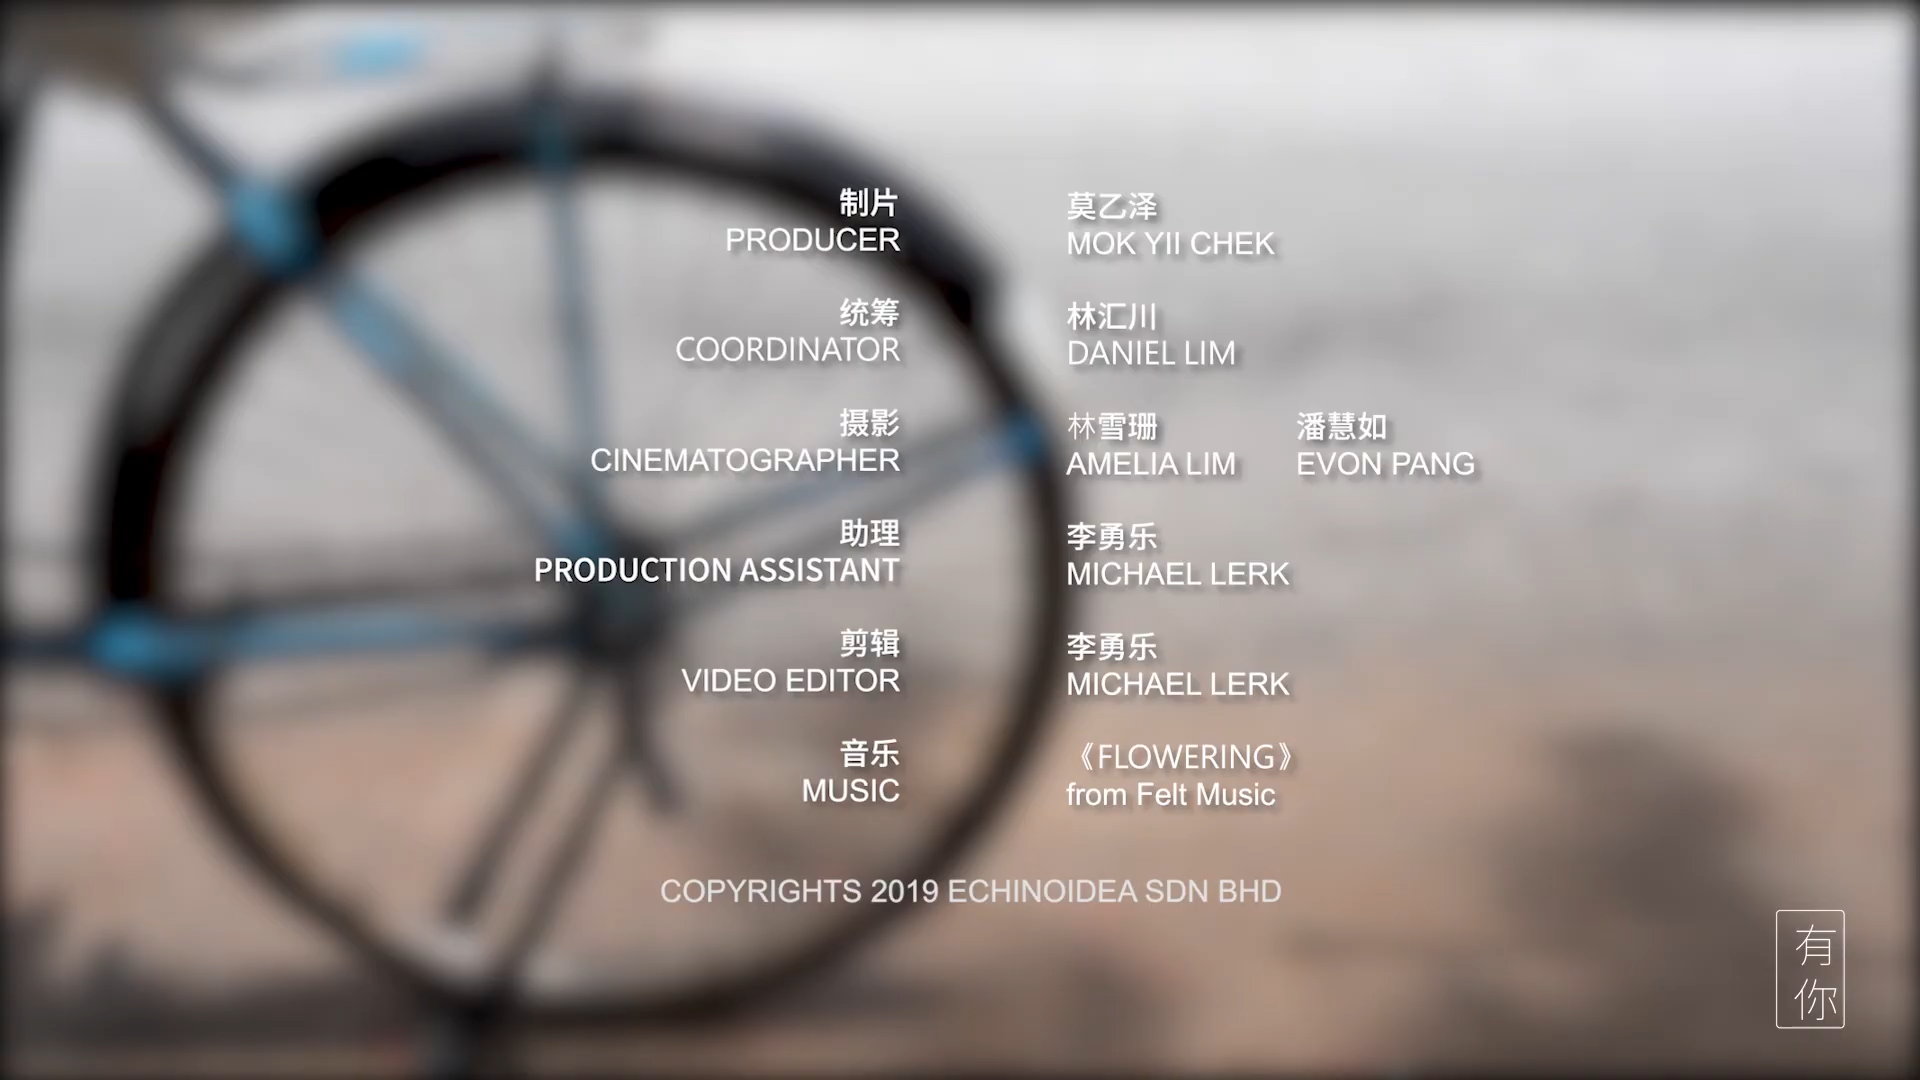 制片
PRODUCER
莫乙泽
MOK YII CHEK
统筹
COORDINATOR
林汇川
DANIEL LIM
摄影
CINEMATOGRAPHER
林雪珊 潘慧如
AMELIA LIM EVON PANG
助理
PRODUCTION ASSISTANT
李勇乐
MICHAEL LERK
剪辑
VIDEO EDITOR
李勇乐
MICHAEL LERK
音乐
MUSIC
《FLOWERING》
from Felt Music
COPYRIGHTS 2019 ECHINOIDEA SDN BHD
有
你